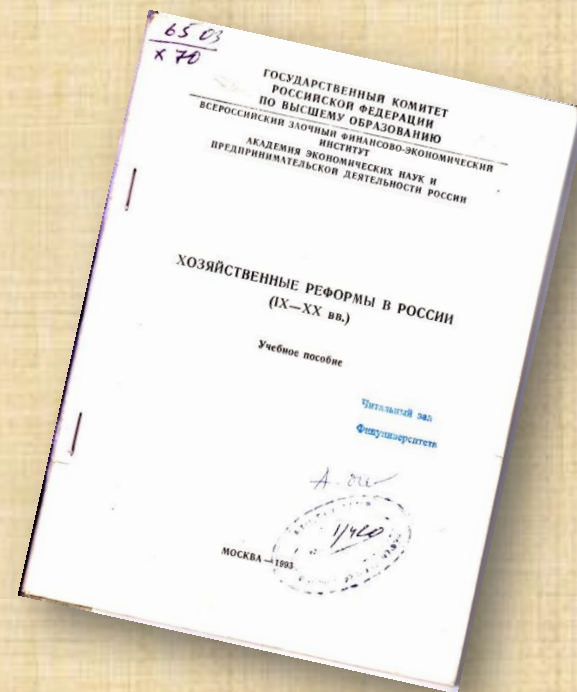 65 03
Х 70
ГОСУДАРСТВЕННЫЙ КОМИТЕТ
РОССИЙСКОЙ ФЕДЕРАЦИИ
ПО ВЫСШЕМУ ОБРАЗОВАНИЮ
ВСЕРОССИЙСКИЙ ЗАОЧНЫЙ ФИНАНСОВО-ЭКОНОМИЧЕСКИЙ
ИНСТИТУТ
АКАДЕМИЯ ЭКОНОМИЧЕСКИХ НАУК И
ПРЕДПРИНИМАТЕЛЬСКОЙ ДЕЯТЕЛЬНОСТИ РОССИИ
ХОЗЯЙСТВЕННЫЕ РЕФОРМЫ В РОССИИ
(IX—XX вв.)
Учебное пособие
Читальный зал
Финуниверситета
МОСКВА — 1993